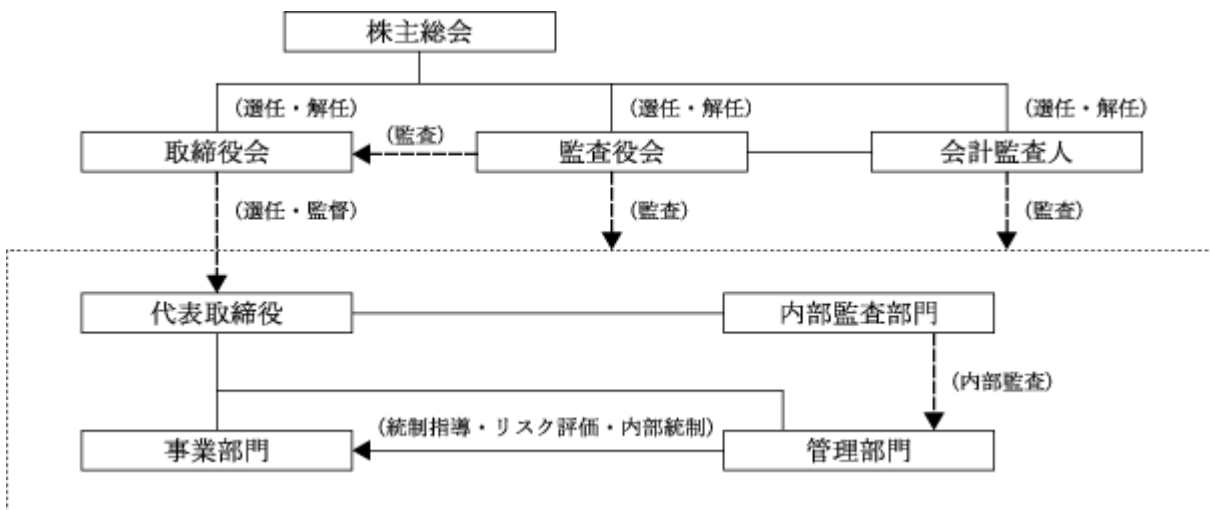 株主総会
(選任・解任)
(選任・解任)
(選任・解任)
取締役会
(監査)
監査役会
会計監査人
(選任・監督)
(監査)
(監査)
代表取締役
内部監査部門
(内部監査)
(統制指導・リスク評価・内部統制)
事業部門
管理部門